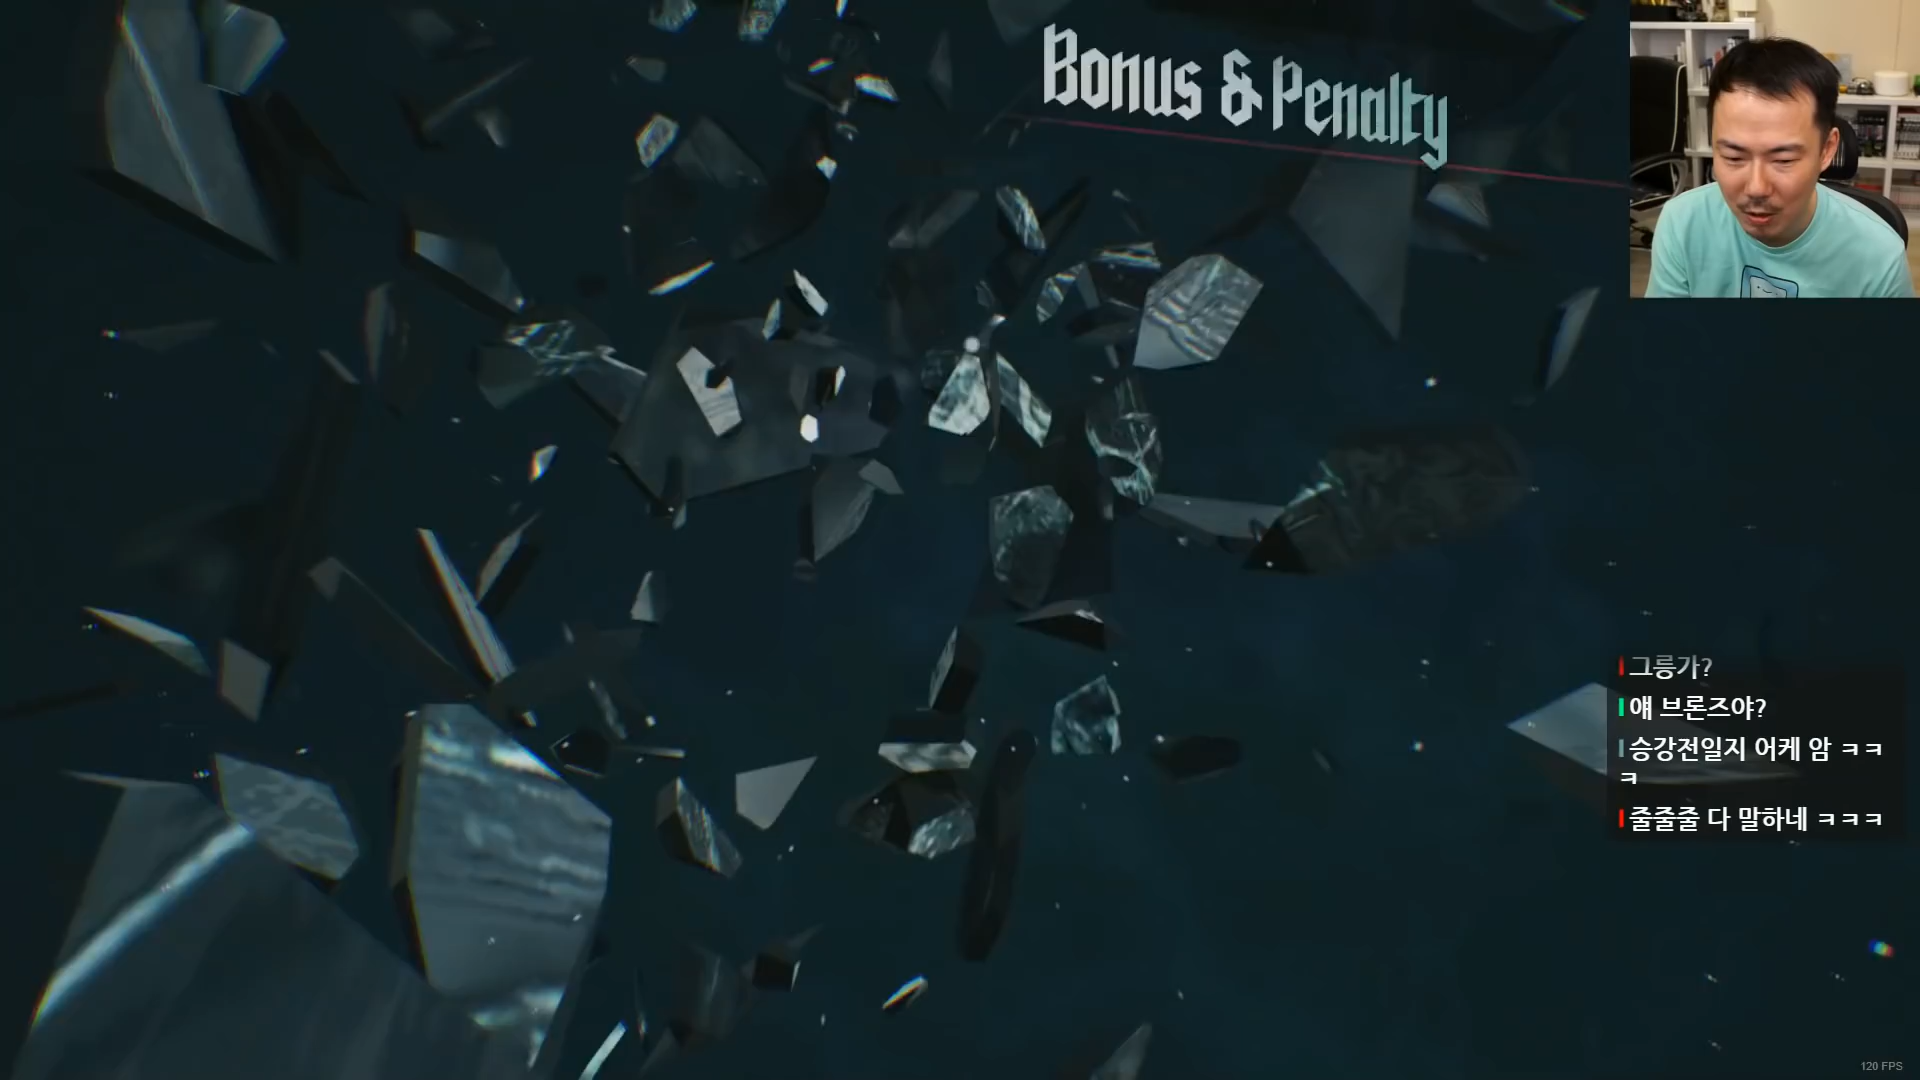 Bonus & Penalty
그릉가?
얘 브론즈야?
승강전일지 어케 암 ㅋㅋ
ㅋ
줄줄줄 다 말하네 ㅋㅋㅋ
120 FPS